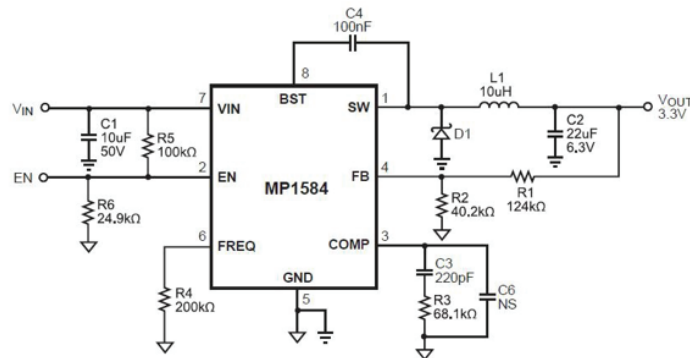 C4
100nF
8
BST
L1
10uH
VIN
7
VIN
SW
1
VOUT
3.3V
C1
10uF
50V
R5
100kΩ
D1
C2
22uF
6.3V
EN
2
EN
MP1584
FB
4
R1
124kΩ
R2
40.2kΩ
R6
24.9kΩ
6
FREQ
COMP
3
C3
220pF
C6
NS
R4
200kΩ
GND
5
R3
68.1kΩ